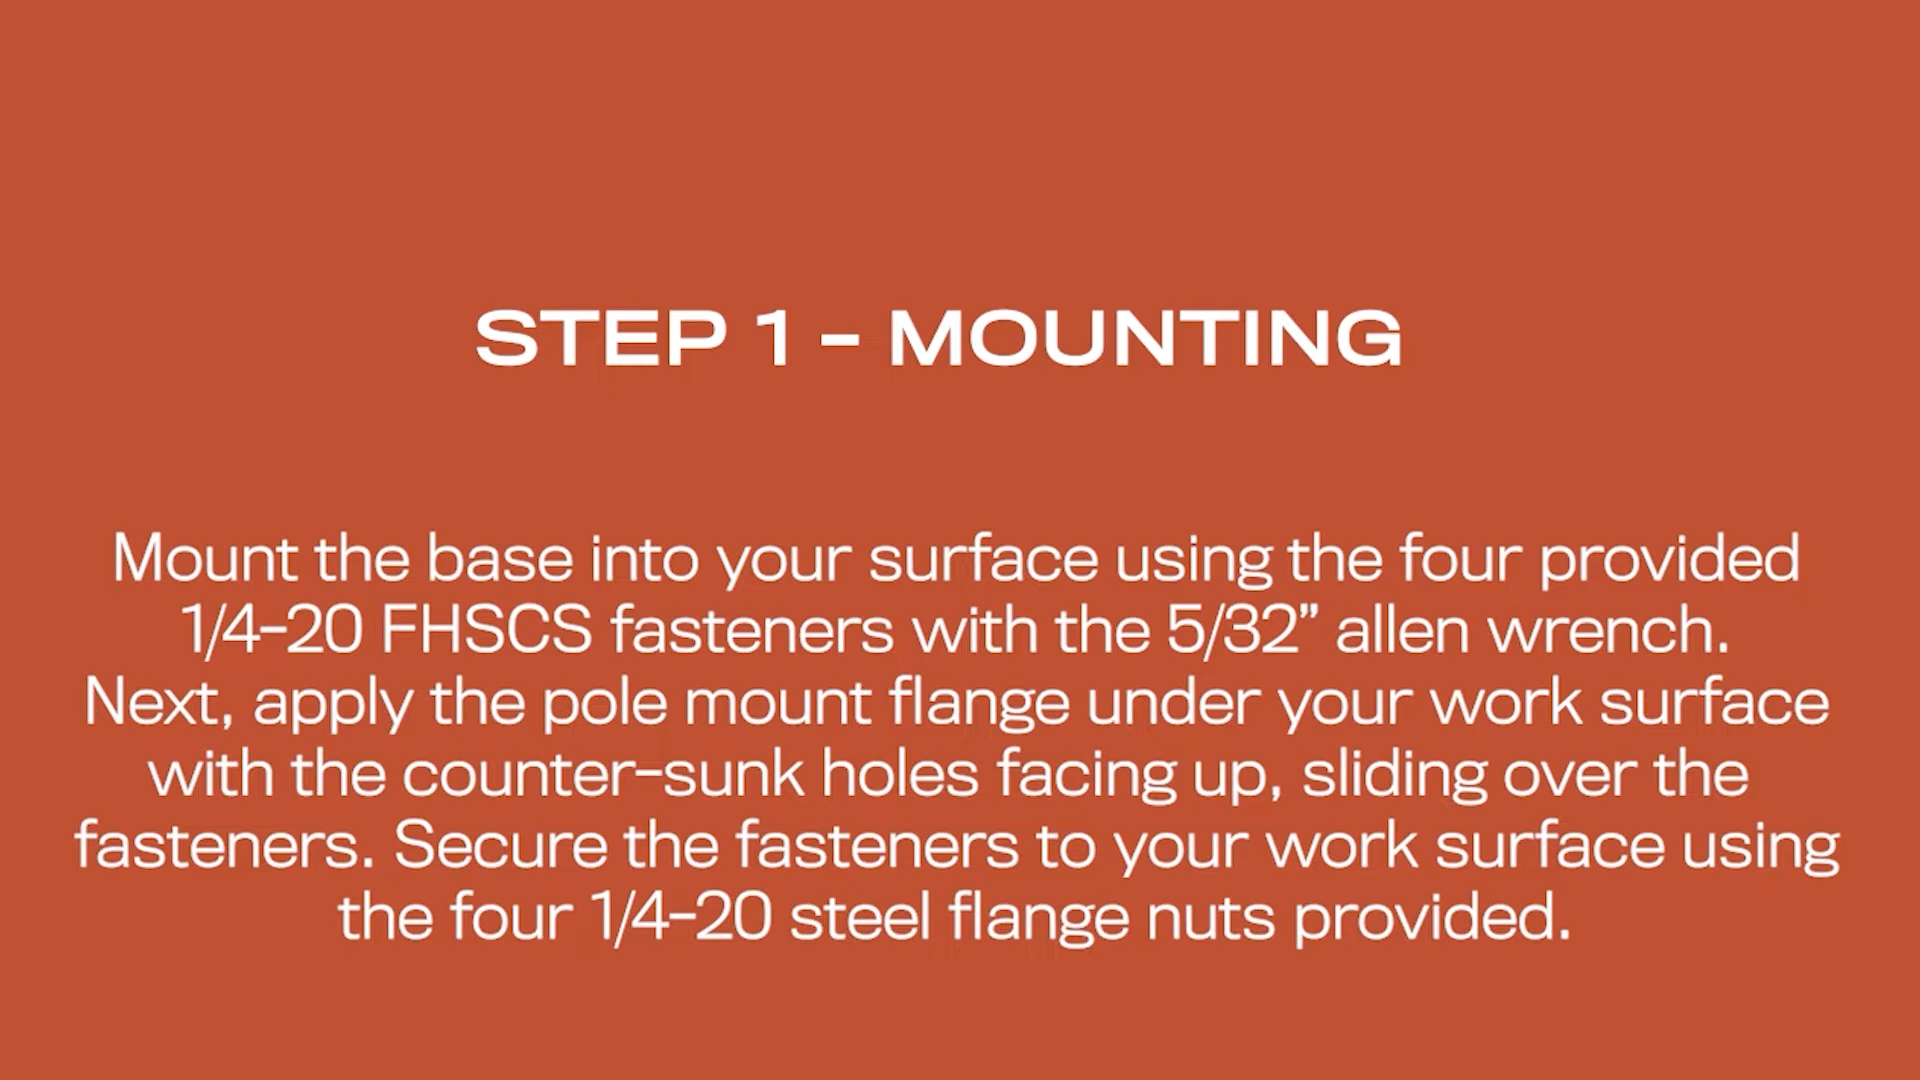 STEP 1 - MOUNTING
Mount the base into your surface using the four provided
1/4-20 FHSCS fasteners with the 5/32” allen wrench.
Next, apply the pole mount flange under your work surface
with the counter-sunk holes facing up, sliding over the
fasteners. Secure the fasteners to your work surface using
the four 1/4-20 steel flange nuts provided.